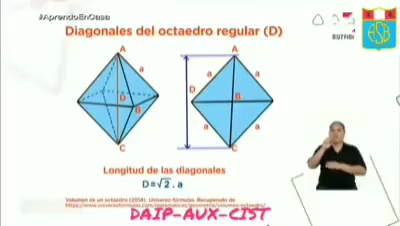 #AprendoEnCasa
Diagonales del octaedro regular (D)
A
a
D
B
C
A
a
a
D
B
a
a
C
Longitud de las diagonales
D=√2 . a
Volumen de un octaedro (2014). Universo fórmulas. Recuperado de
DAIP-AUX-CIST
ESB